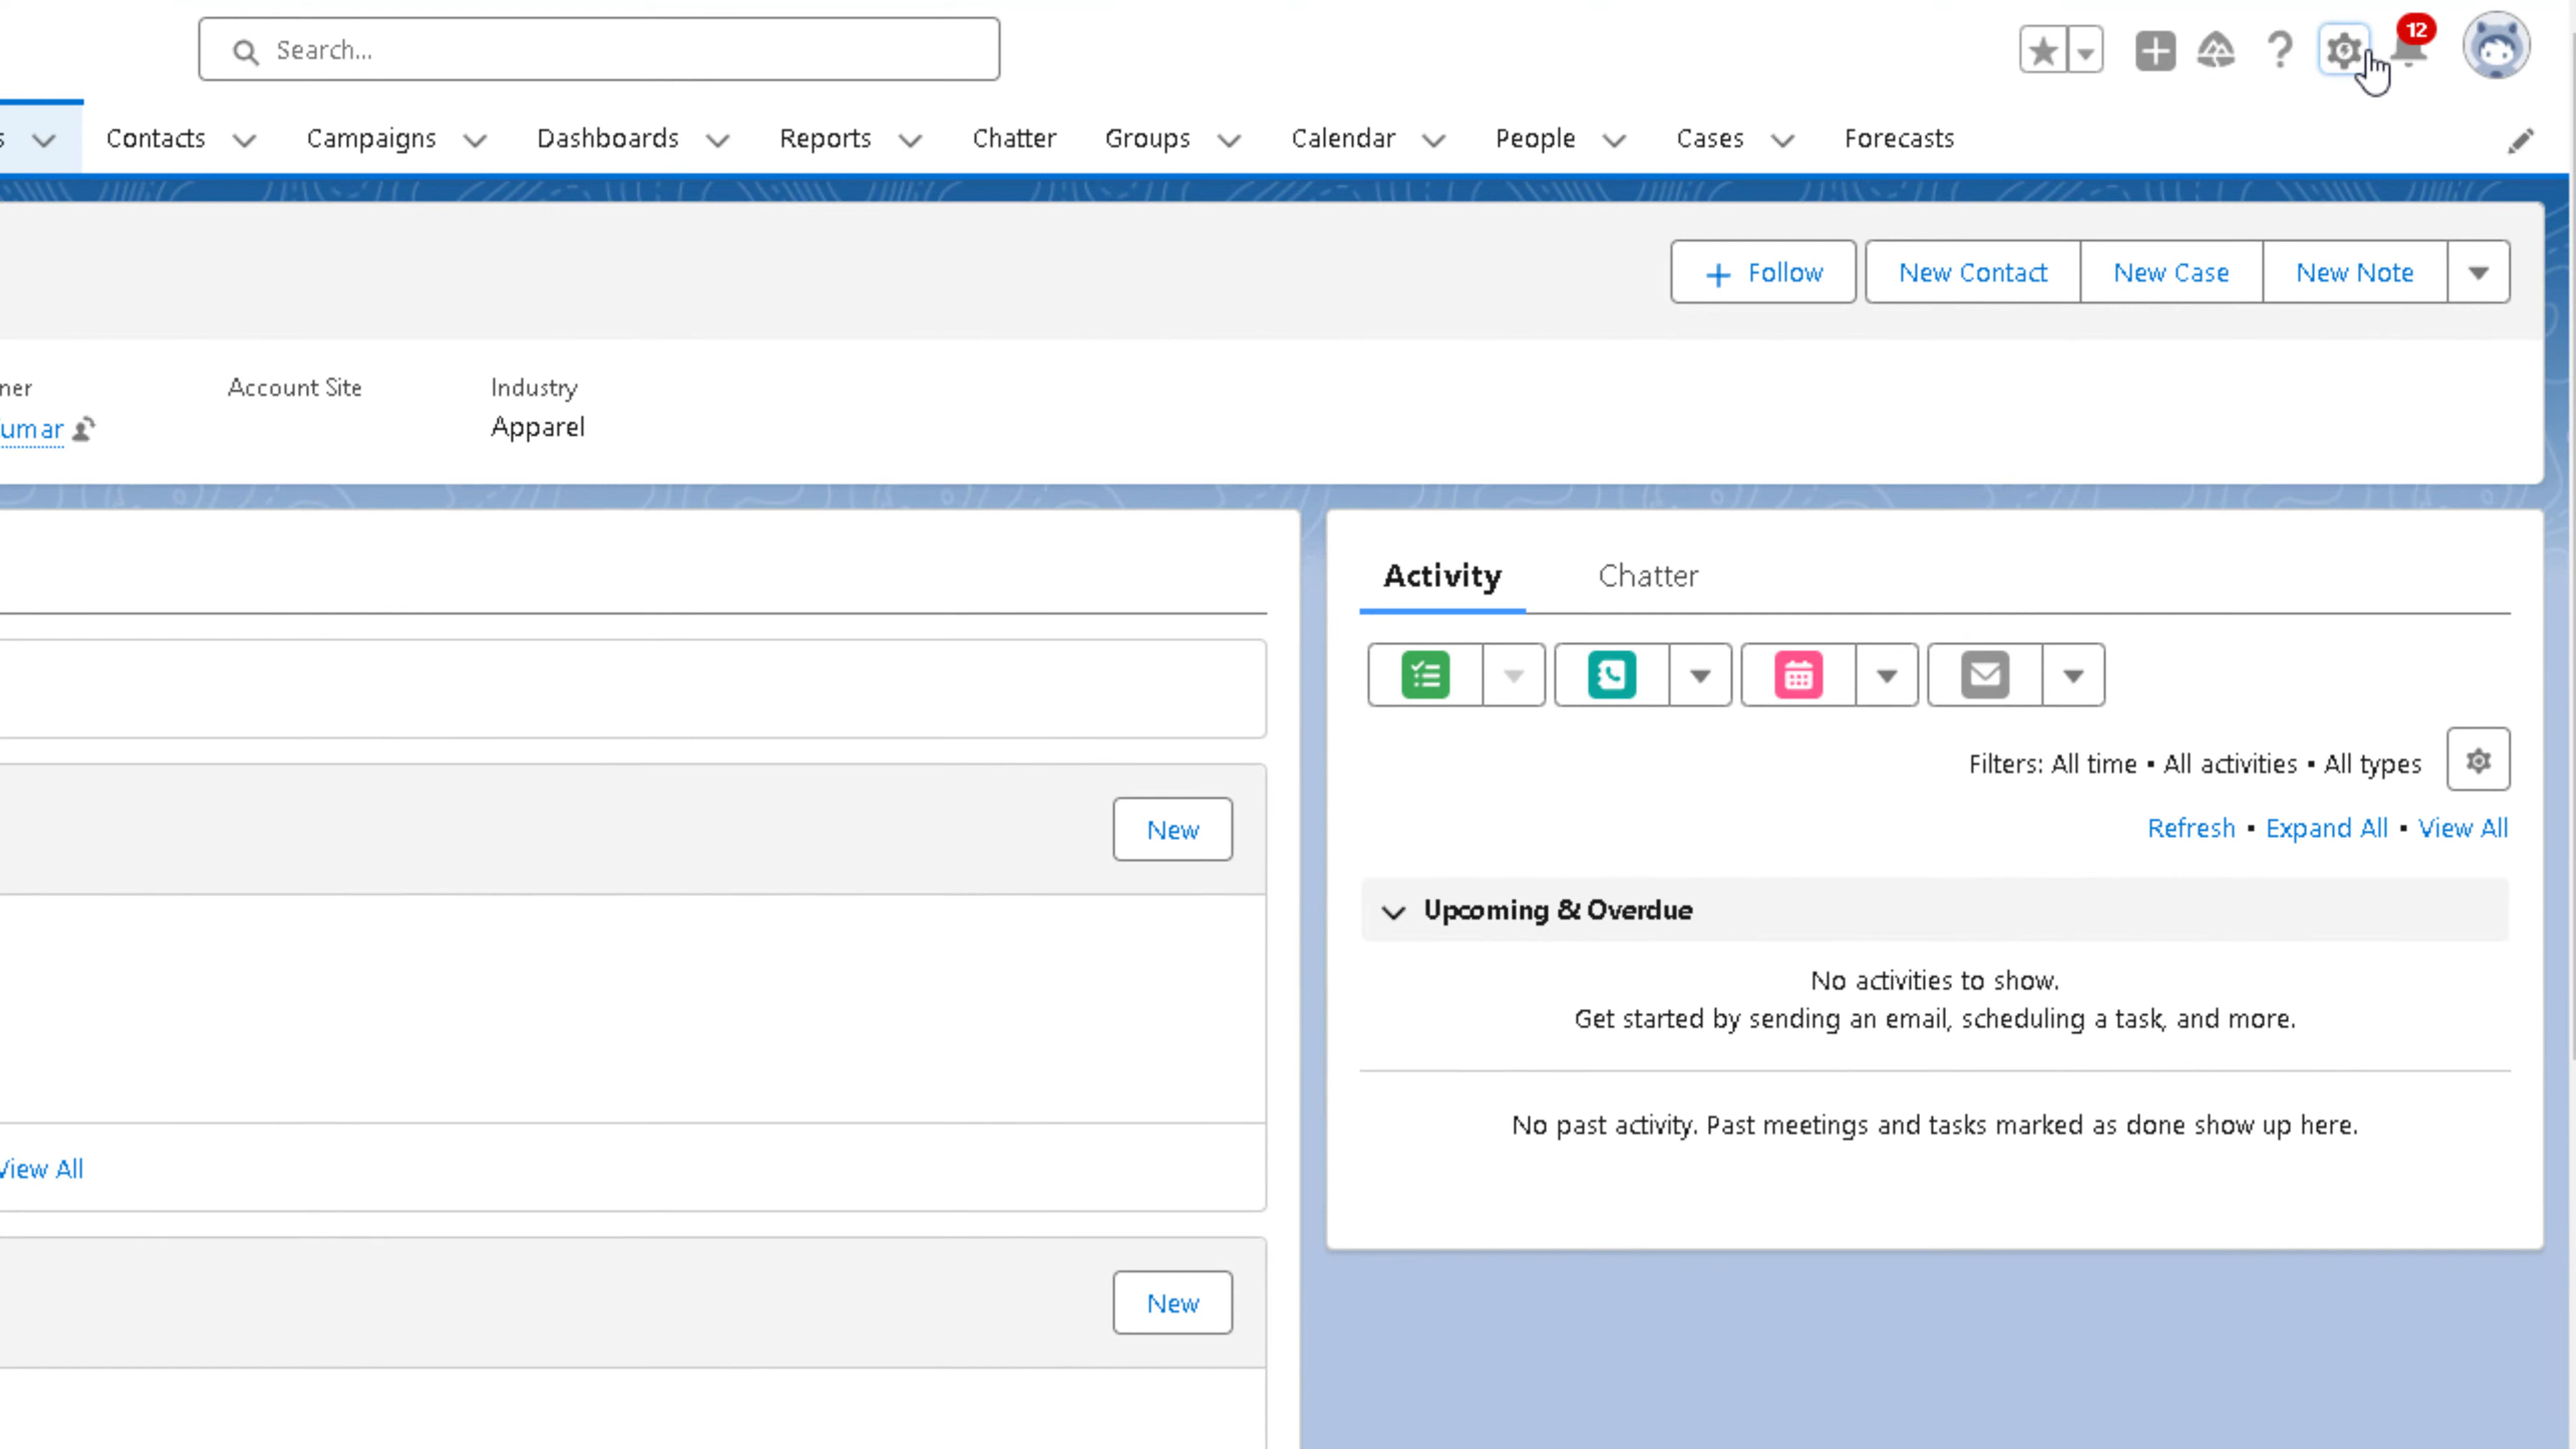 Search...
12
s Contacts Campaigns Dashboards Reports Chatter Groups Calendar People Cases Forecasts
+ Follow New Contact New Case New Note
ner Account Site Industry
umar Apparel
Activity Chatter
Filters: All time • All activities • All types
New Refresh • Expand All • View All
Upcoming & Overdue
No activities to show.
Get started by sending an email, scheduling a task, and more.
No past activity. Past meetings and tasks marked as done show up here.
View All
New